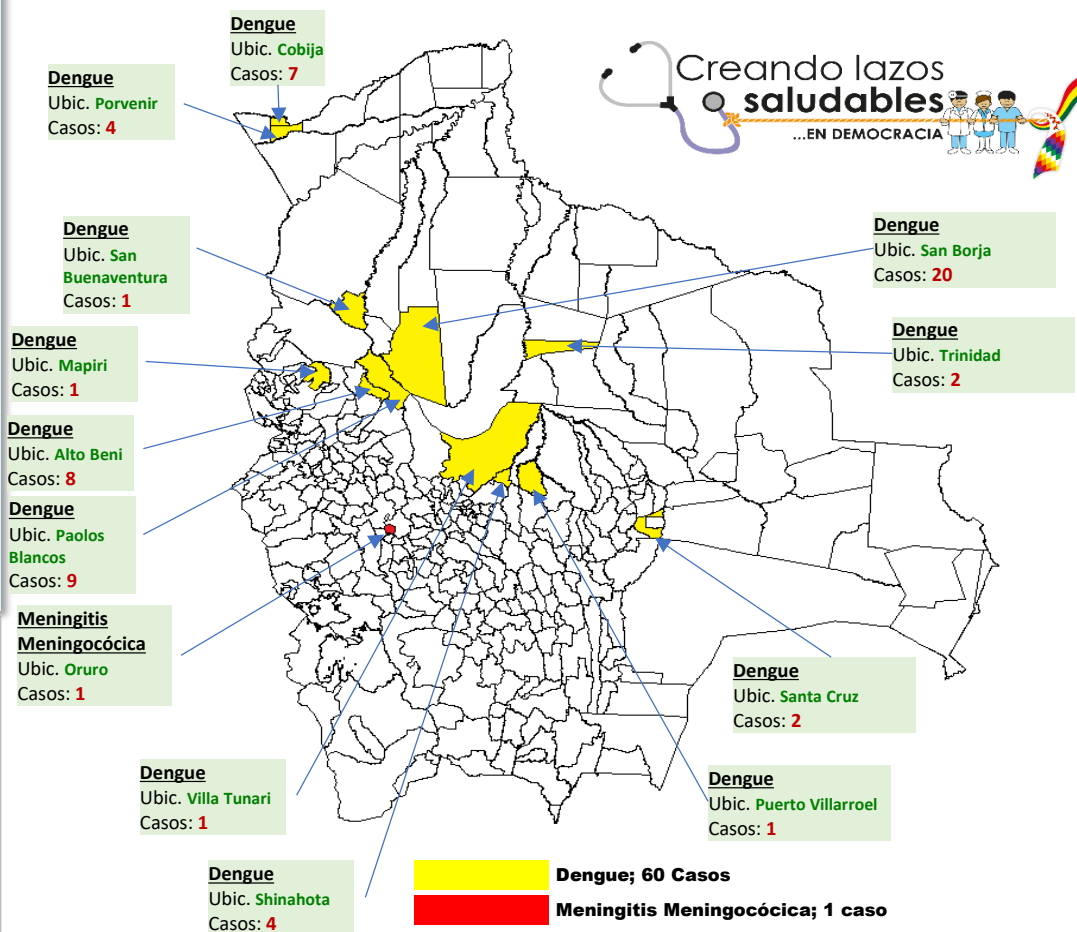 Dengue
Ubic. Cobija
Casos: 7
Dengue
Ubic. Porvenir
Casos: 4
Creando lazos
saludables
...EN DEMOCRACIA
Dengue
Ubic. San
Buenaventura
Casos: 1
Dengue
Ubic. San Borja
Casos: 20
Dengue
Ubic. Mapiri
Casos: 1
Dengue
Ubic. Trinidad
Casos: 2
Dengue
Ubic. Alto Beni
Casos: 8
Dengue
Ubic. Paolos
Blancos
Casos: 9
Meningitis
Meningocócica
Ubic. Oruro
Casos: 1
Dengue
Ubic. Santa Cruz
Casos: 2
Dengue
Ubic. Villa Tunari
Casos: 1
Dengue
Ubic. Puerto Villarroel
Casos: 1
Dengue
Ubic. Shinahota
Casos: 4
Dengue; 60 Casos
Meningitis Meningocócica; 1 caso